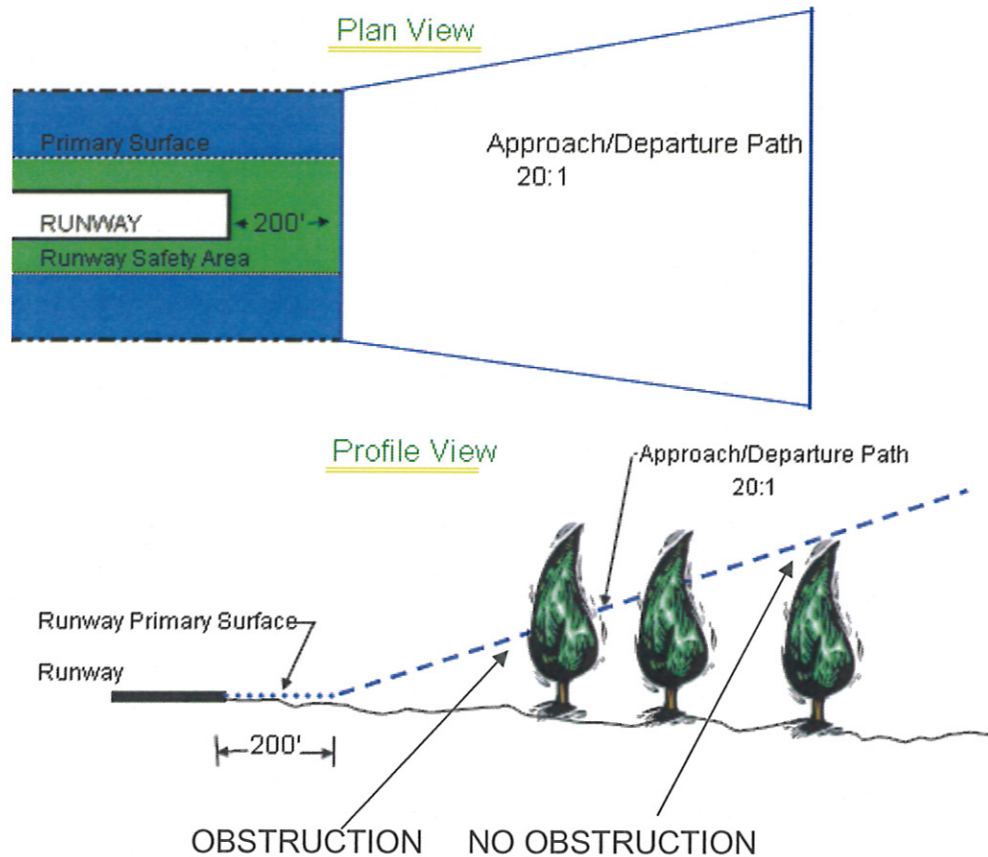 Plan View
Primary Surface
Approach/Departure Path
20:1
RUNWAY
200'
Runway Safety Area
Profile View
Approach/Departure Path
20:1
Runway Primary Surface
Runway
200'
OBSTRUCTION
NO OBSTRUCTION